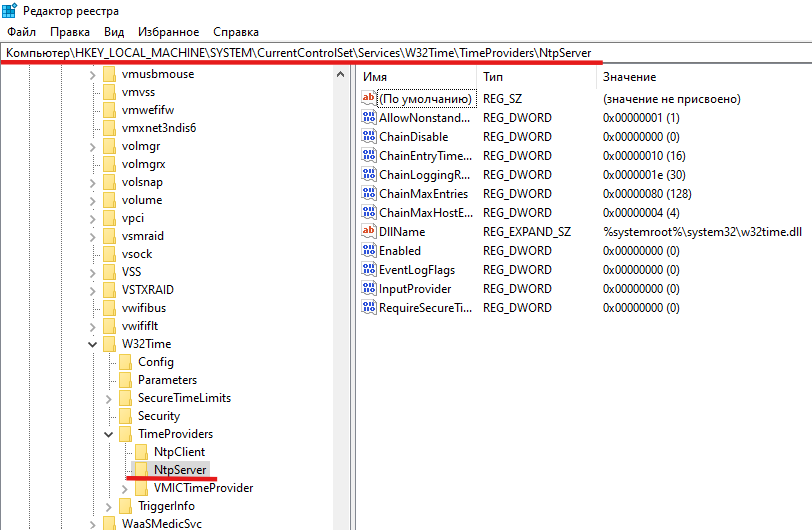 Редактор реестра
Файл Правка Вид Избранное Справка
Компьютер\HKEY_LOCAL_MACHINE\SYSTEM\CurrentControlSet\Services\W32Time\TimeProviders\NtpServer
vmusbmouse
vmvss
vmwefifw
vmxnet3ndis6
volmgr
volmgrx
volsnap
volume
vpci
vsmraid
vsock
VSS
VSTXRAID
vwifibus
vwififlt
W32Time
Config
Parameters
SecureTimeLimits
Security
TimeProviders
NtpClient
NtpServer
VMICTimeProvider
TriggerInfo
WaaSMedicSvc
Имя Тип Значение
(По умолчанию) REG_SZ (значение не присвоено)
AllowNonstand... REG_DWORD 0x00000001 (1)
ChainDisable REG_DWORD 0x00000000 (0)
ChainEntryTime... REG_DWORD 0x00000010 (16)
ChainLoggingR... REG_DWORD 0x0000001e (30)
ChainMaxEntries REG_DWORD 0x00000080 (128)
ChainMaxHostE... REG_DWORD 0x00000004 (4)
DllName REG_EXPAND_SZ %systemroot%\system32\w32time.dll
Enabled REG_DWORD 0x00000000 (0)
EventLogFlags REG_DWORD 0x00000000 (0)
InputProvider REG_DWORD 0x00000000 (0)
RequireSecureTi... REG_DWORD 0x00000000 (0)